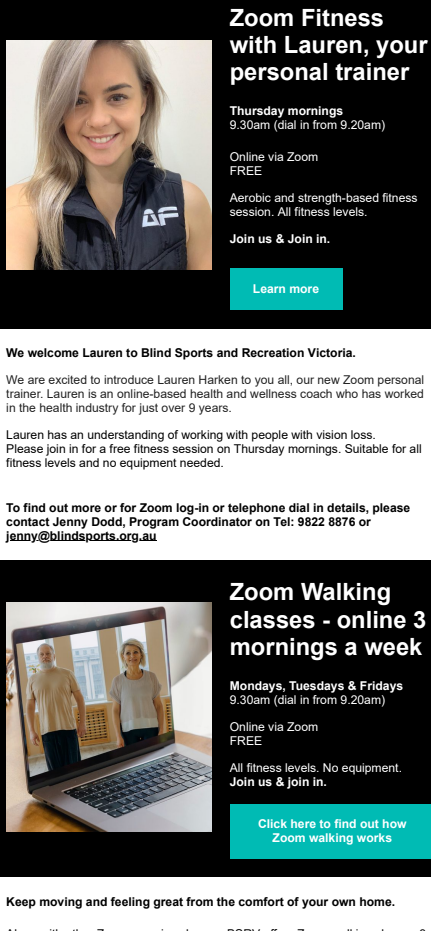 Zoom Fitness
with Lauren, your
personal trainer
Thursday mornings
9.30am (dial in from 9.20am)
Online via Zoom
FREE
Aerobic and strength-based fitness
session. All fitness levels.
Join us & Join in.
Learn more
AF
We welcome Lauren to Blind Sports and Recreation Victoria.
We are excited to introduce Lauren Harken to you all, our new Zoom personal
trainer. Lauren is an online-based health and wellness coach who has worked
in the health industry for just over 9 years.
Lauren has an understanding of working with people with vision loss.
Please join in for a free fitness session on Thursday mornings. Suitable for all
fitness levels and no equipment needed.
To find out more or for Zoom log-in or telephone dial in details, please
contact Jenny Dodd, Program Coordinator on Tel: 9822 8876 or
jenny@blindsports.org.au
Zoom Walking
classes - online 3
mornings a week
Mondays, Tuesdays & Fridays
9.30am (dial in from 9.20am)
Online via Zoom
FREE
All fitness levels. No equipment.
Join us & join in.
Click here to find out how
Zoom walking works
Keep moving and feeling great from the comfort of your own home.